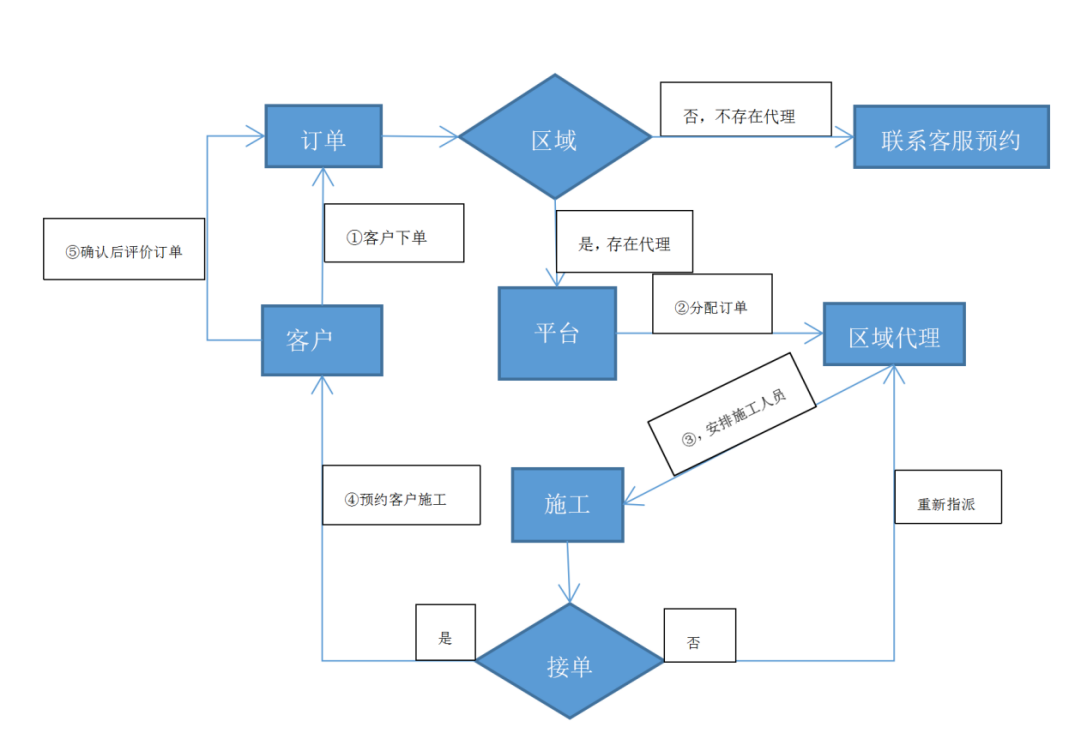 订单
区域
否，不存在代理
联系客服预约
⑤确认后评价订单
①客户下单
是，存在代理
②分配订单
客户
平台
区域代理
③，安排施工人员
④预约客户施工
施工
重新指派
是
接单
否